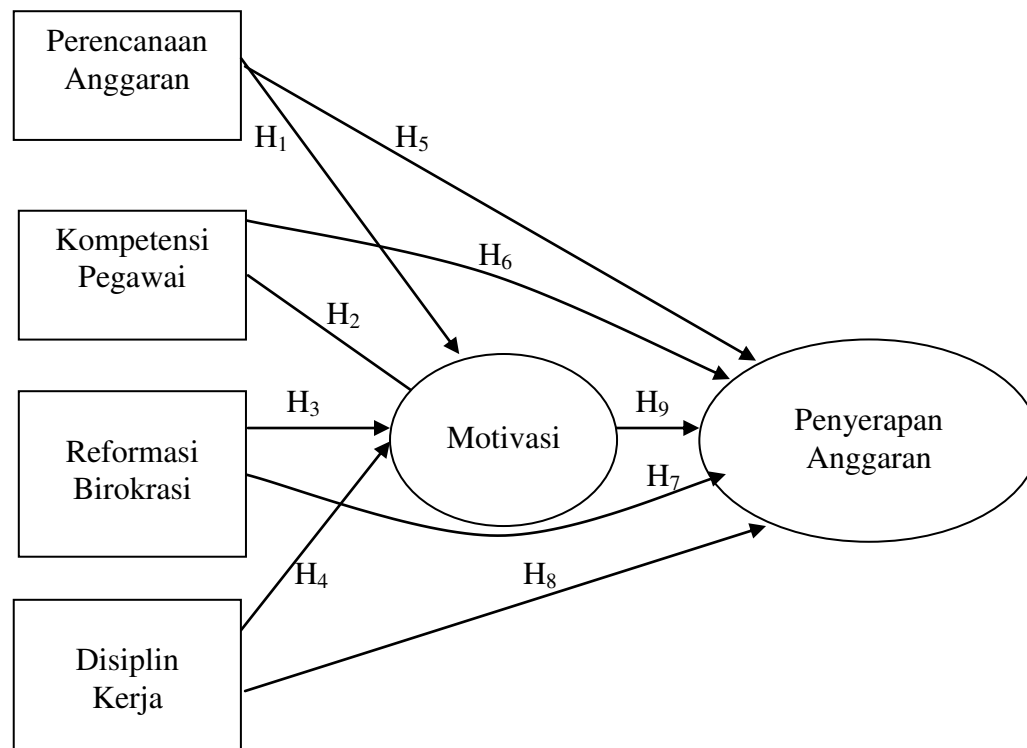 Perencanaan
Anggaran
H₁
H₅
Kompetensi
Pegawai
H₆
H₂
Reformasi
Birokrasi
H₃
Motivasi
H₉
Penyerapan
Anggaran
H₇
H₄
H₈
Disiplin
Kerja